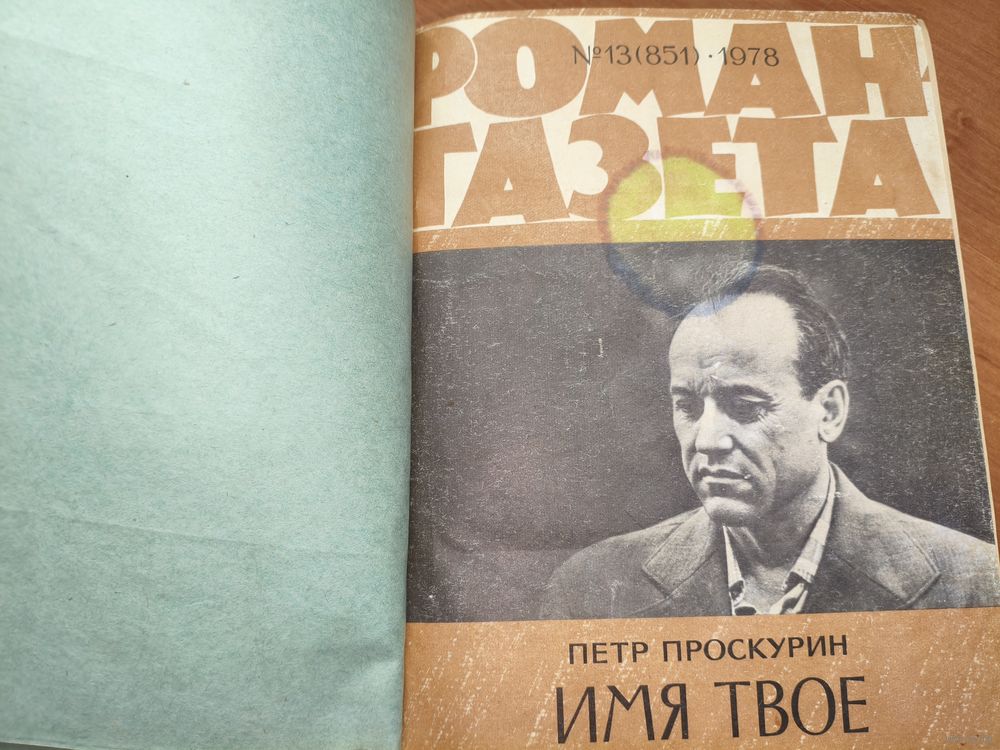 №13(851)·1978
РОМАН-
ГАЗЕТА
ПЕТР ПРОСКУРИН
ИМЯ ТВОЕ